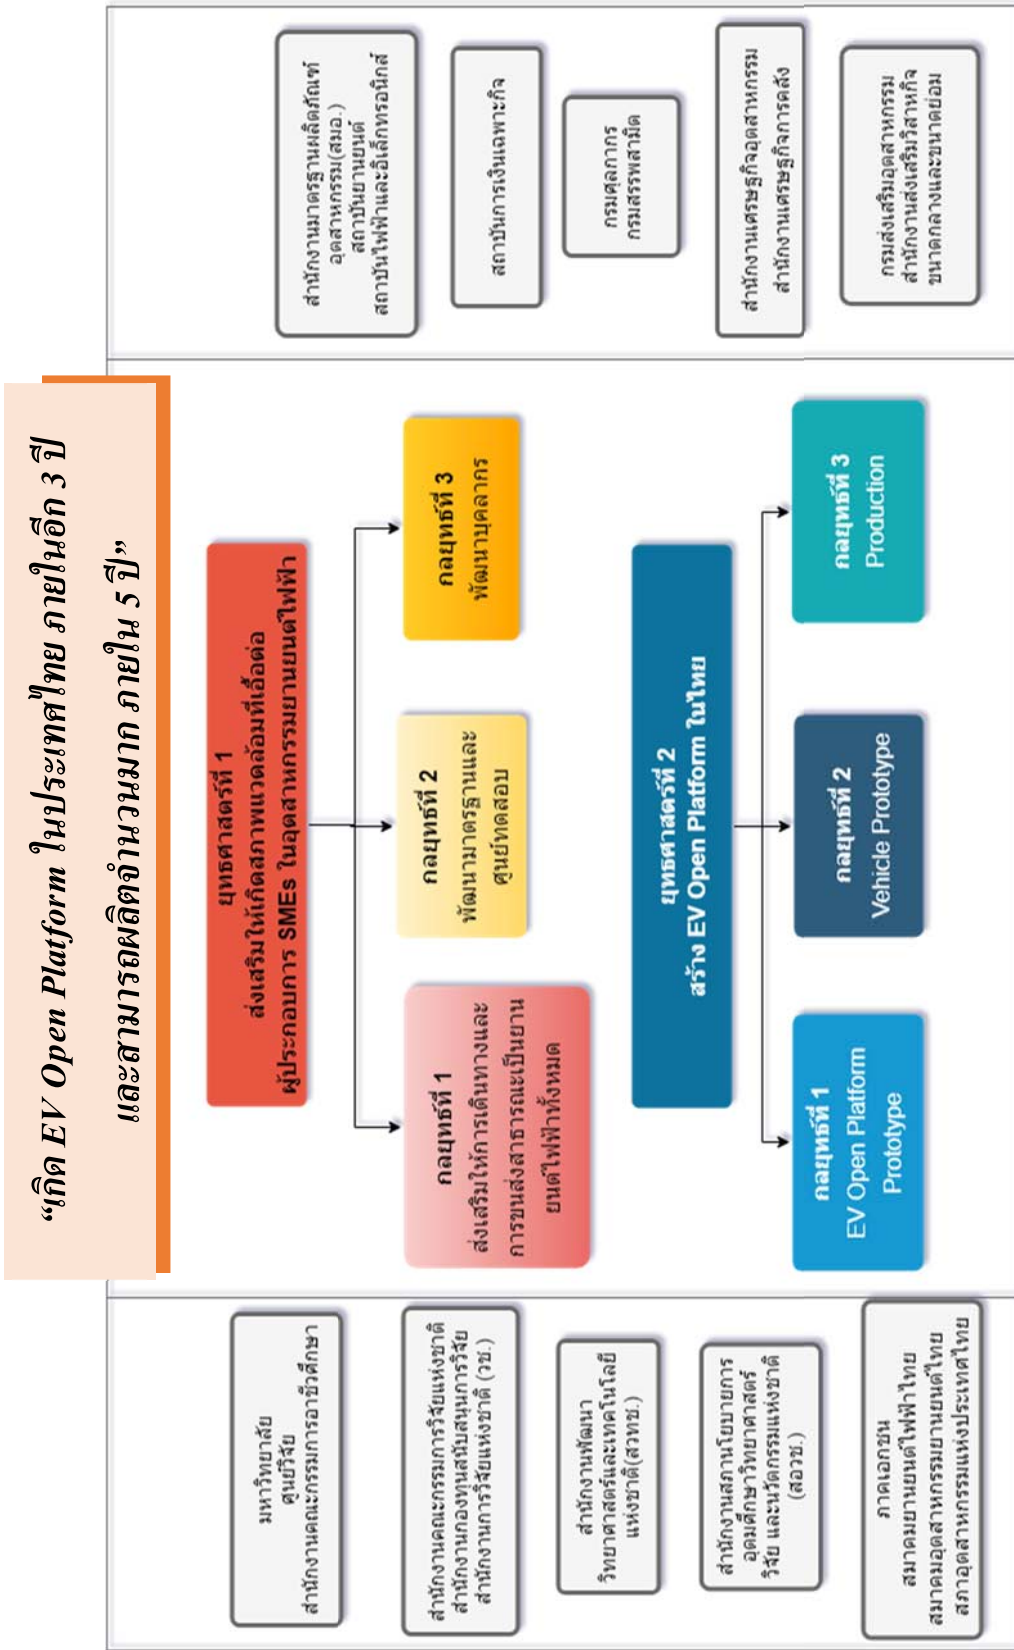 “เกิด EV Open Platform ในประเทศไทย ภายในอีก 3 ปี
และสามารถผลิตจำนวนมาก ภายใน 5 ปี”
มหาวิทยาลัย
ศูนย์วิจัย
สำนักงานคณะกรรมการอาชีวศึกษา
สำนักงานคณะกรรมการวิจัยแห่งชาติ
สำนักงานกองทุนสนับสนุนการวิจัย
สำนักงานการวิจัยแห่งชาติ (วช.)
สำนักงานพัฒนา
วิทยาศาสตร์และเทคโนโลยี
แห่งชาติ(สวทช.)
สำนักงานสภานโยบายการ
อุดมศึกษาวิทยาศาสตร์
วิจัย และนวัตกรรมแห่งชาติ
(สอวช.)
ภาคเอกชน
สมาคมยานยนต์ไฟฟ้าไทย
สมาคมอุตสาหกรรมยานยนต์ไทย
สภาอุตสาหกรรมแห่งประเทศไทย
ยุทธศาสตร์ที่ 1
ส่งเสริมให้เกิดสภาพแวดล้อมที่เอื้อต่อ
ผู้ประกอบการ SMEs ในอุตสาหกรรมยานยนต์ไฟฟ้า
กลยุทธ์ที่ 1
ส่งเสริมให้การเดินทางและ
การขนส่งสาธารณะเป็นยาน
ยนต์ไฟฟ้าทั้งหมด
กลยุทธ์ที่ 2
พัฒนามาตรฐานและ
ศูนย์ทดสอบ
กลยุทธ์ที่ 3
พัฒนาบุคลากร
ยุทธศาสตร์ที่ 2
สร้าง EV Open Platform ในไทย
กลยุทธ์ที่ 1
EV Open Platform
Prototype
กลยุทธ์ที่ 2
Vehicle Prototype
กลยุทธ์ที่ 3
Production
สำนักงานมาตรฐานผลิตภัณฑ์
อุตสาหกรรม(สมอ.)
สถาบันยานยนต์
สถาบันไฟฟ้าและอิเล็กทรอนิกส์
สถาบันการเงินเฉพาะกิจ
กรมศุลกากร
กรมสรรพสามิต
สำนักงานเศรษฐกิจอุตสาหกรรม
สำนักงานเศรษฐกิจการคลัง
กรมส่งเสริมอุตสาหกรรม
สำนักงานส่งเสริมวิสาหกิจ
ขนาดกลางและขนาดย่อม